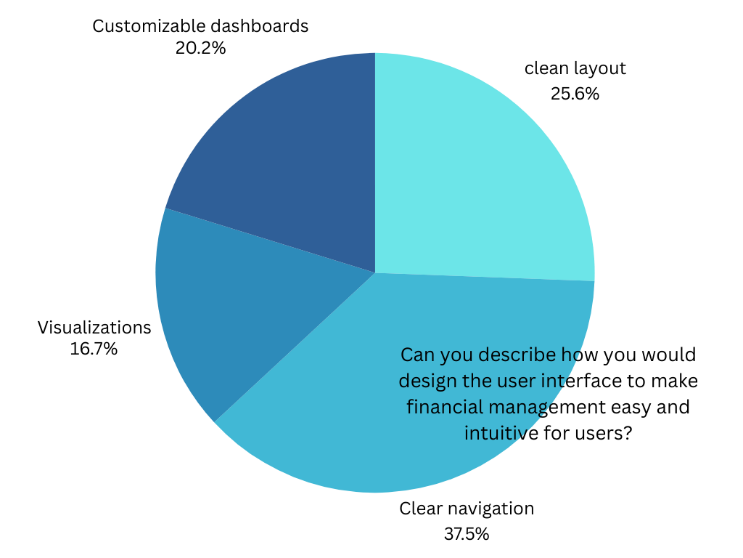 Customizable dashboards
20.2%
clean layout
25.6%
Visualizations
16.7%
Can you describe how you would
design the user interface to make
financial management easy and
intuitive for users?
Clear navigation
37.5%